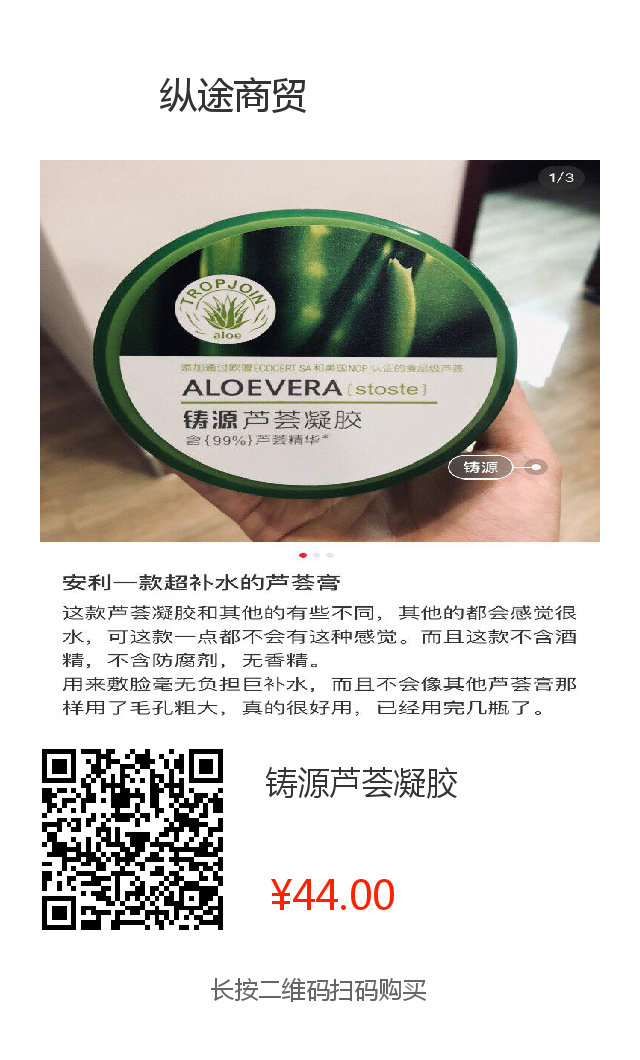 纵途商贸
1/3
TROPJOIN
aloe
添加通过欧盟ECOCERT SA和美国NOP认证的食品级芦荟
ALOEVERA{stoste}
铸源芦荟凝胶
含{99%}芦荟精华*
铸源
安利一款超补水的芦荟膏
这款芦荟凝胶和其他的有些不同，其他的都会感觉很
水，可这款一点都不会有这种感觉。而且这款不含酒
精，不含防腐剂，无香精。
用来敷脸毫无负担巨补水，而且不会像其他芦荟膏那
样用了毛孔粗大，真的很好用，已经用完几瓶了。
铸源芦荟凝胶
¥44.00
长按二维码扫码购买